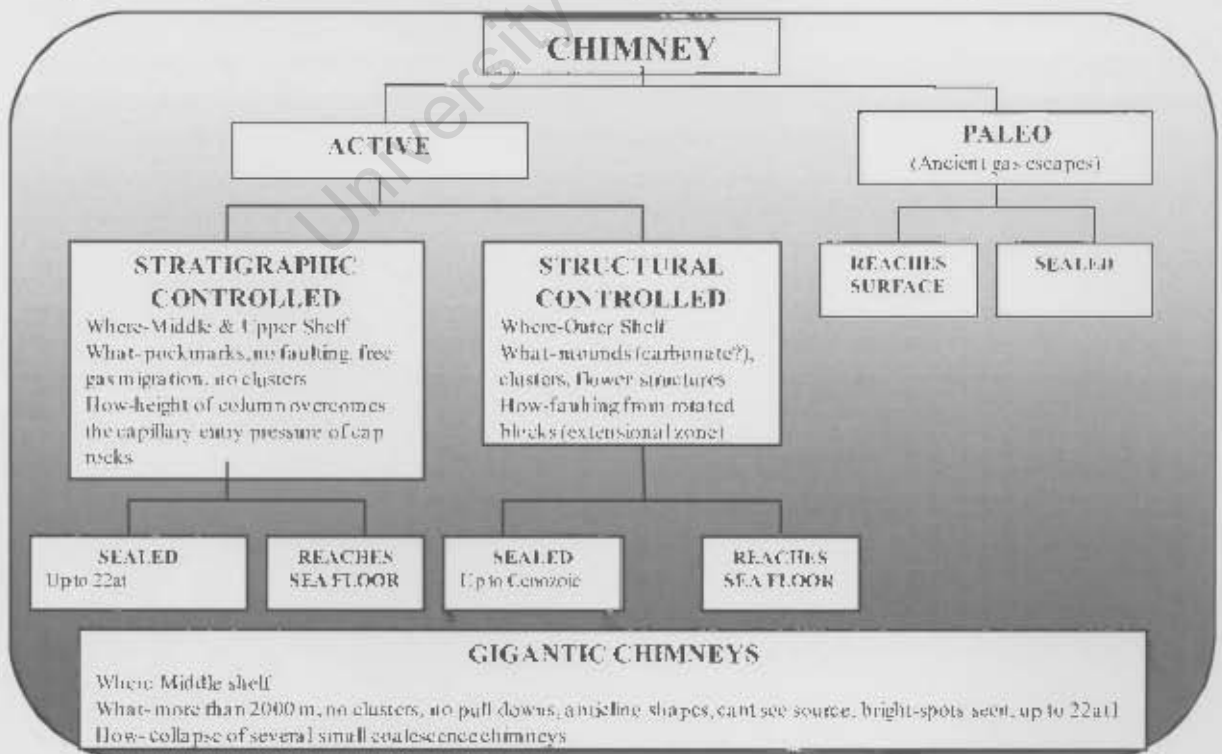 University
CHIMNEY
ACTIVE
PALEO
(Ancient gas escapes)
STRATIGRAPHIC
CONTROLLED
Where-Middle & Upper Shelf
What-pockmarks, no faulting, free
gas migration, no clusters
How-height of column overcomes
the capillary entry pressure of cap
rocks
STRUCTURAL
CONTROLLED
Where-Outer Shelf
What-mounds (carbonate?),
clusters, flower structures
How-faulting from rotated
blocks (extensional zone)
REACHES
SURFACE
SEALED
SEALED
Up to 22at
REACHES
SEA FLOOR
SEALED
Up to Cenozoic
REACHES
SEA FLOOR
GIGANTIC CHIMNEYS
Where Middle shelf
What- more than 2000 m, no clusters, no pull downs, anticline shapes, cant see source, bright-spots seen, up to 22at1
How- collapse of several small coalescence chimneys